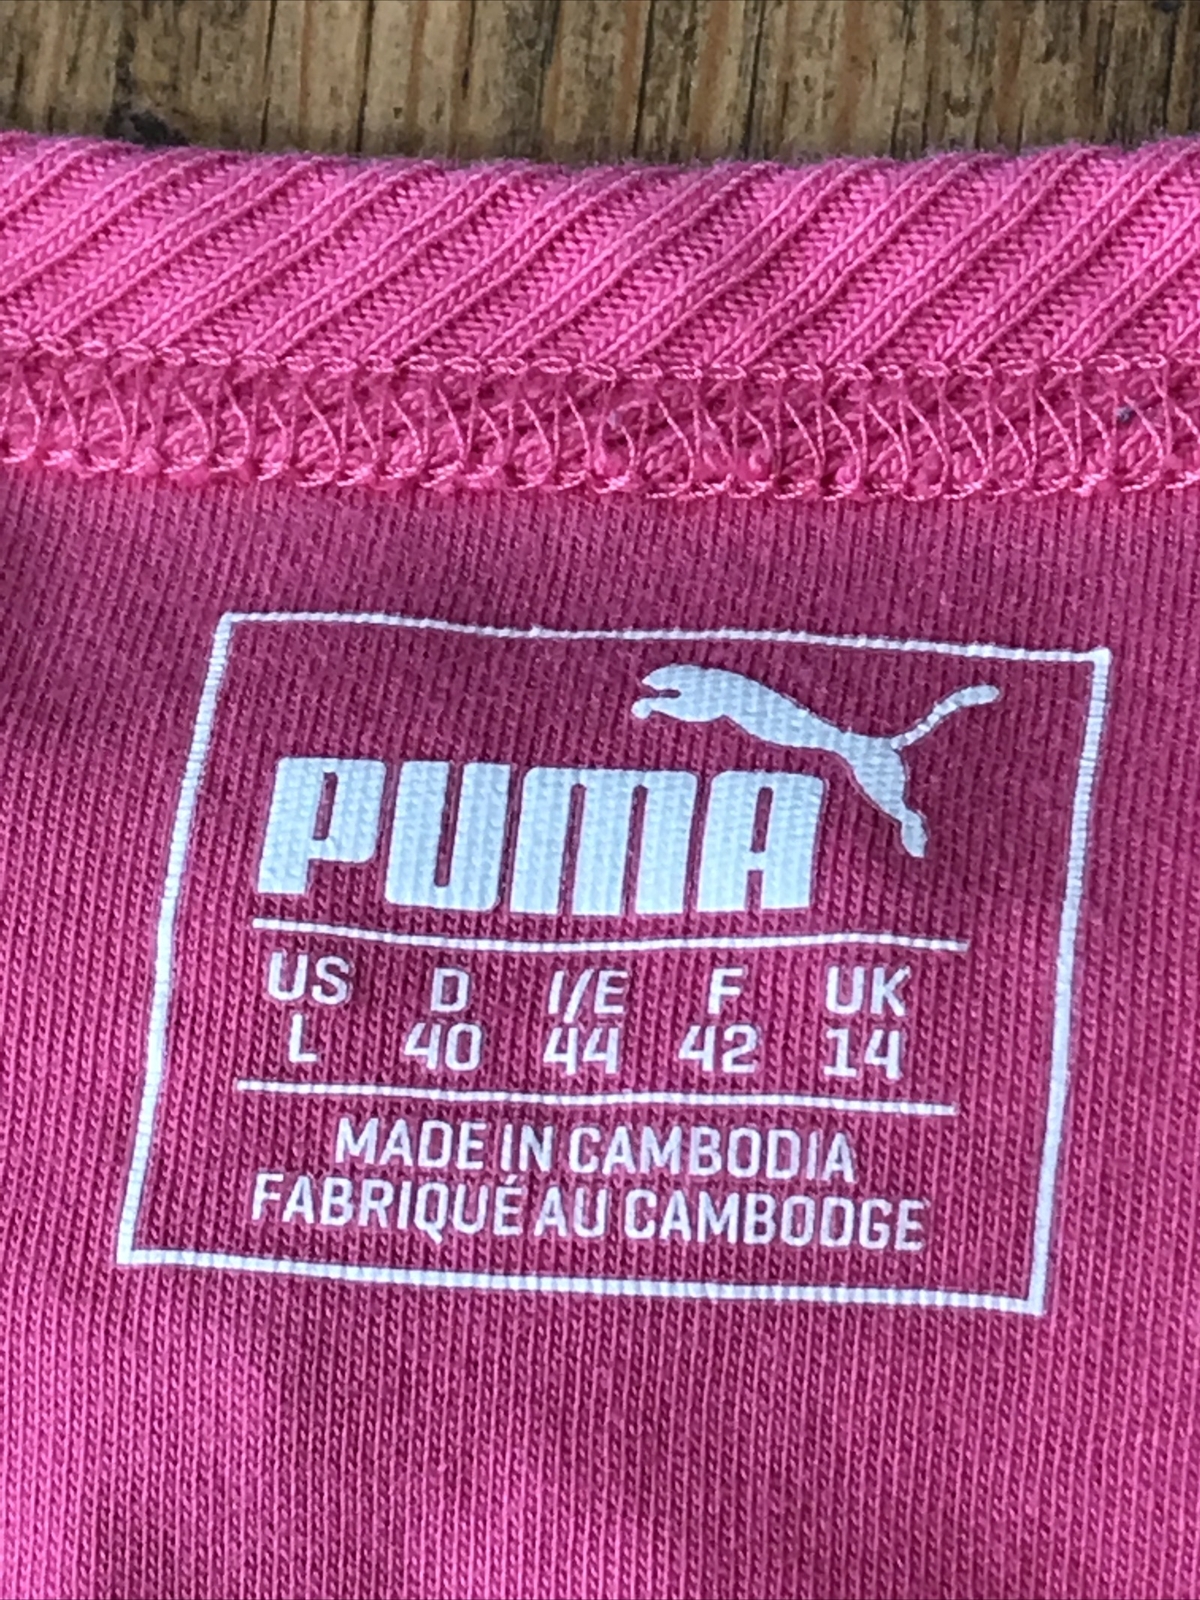 PUMA
US D I/E F UK
L 40 44 42 14
MADE IN CAMBODIA
FABRIQUÉ AU CAMBODGE